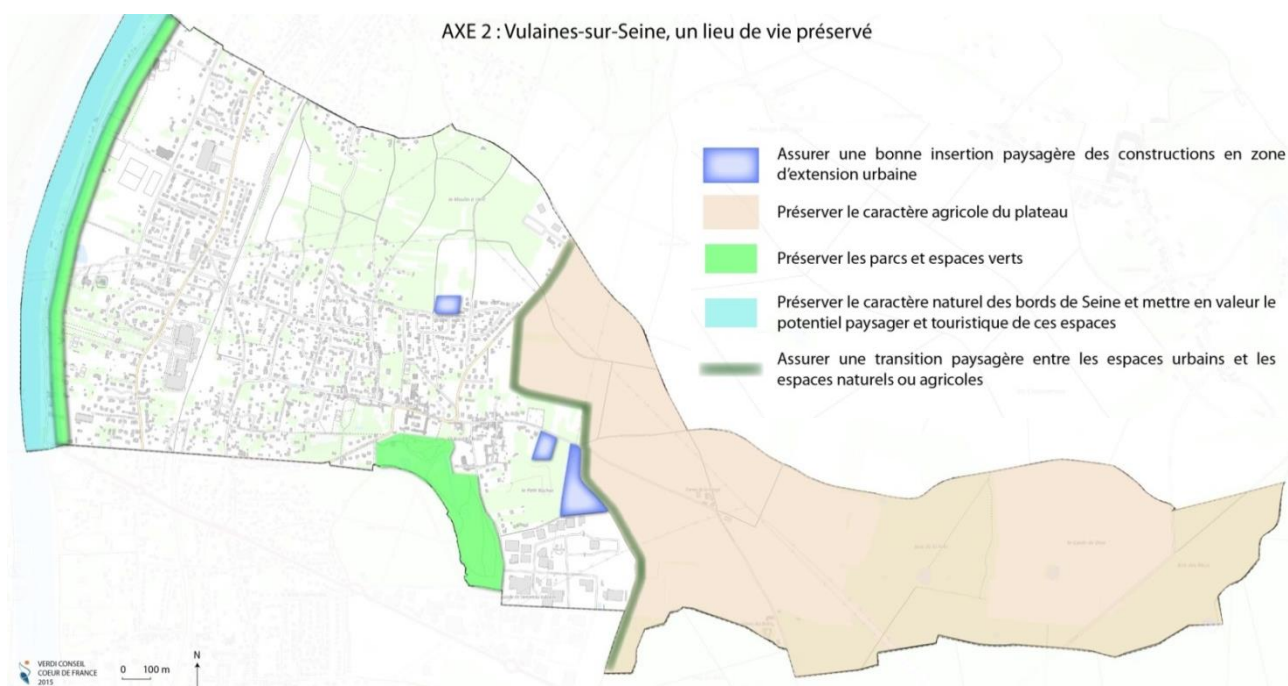 AXE 2 : Vulaines-sur-Seine, un lieu de vie préservé
Assurer une bonne insertion paysagère des constructions en zone
d'extension urbaine
Préserver le caractère agricole du plateau
Préserver les parcs et espaces verts
Préserver le caractère naturel des bords de Seine et mettre en valeur le
potentiel paysager et touristique de ces espaces
Assurer une transition paysagère entre les espaces urbains et les
espaces naturels ou agricoles
VERDI CONSEIL
COEUR DE FRANCE
2015
0 100 m
N